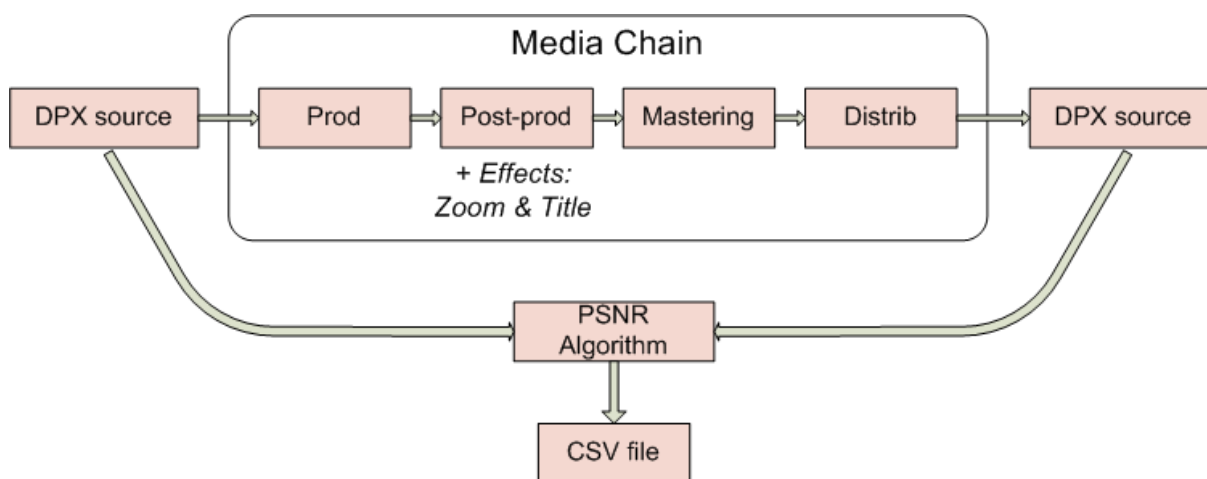 Media Chain
DPX source
Prod
Post-prod
Mastering
Distrib
DPX source
+ Effects:
Zoom & Title
PSNR
Algorithm
CSV file